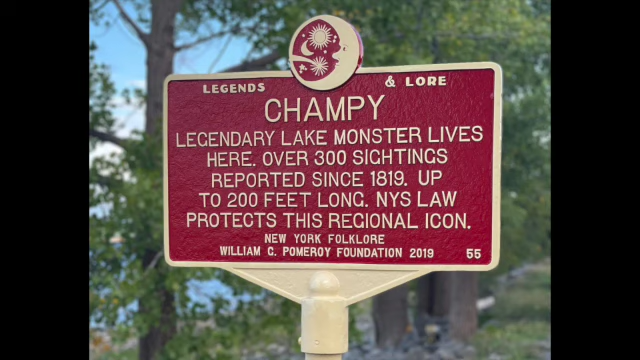 LEGENDS & LORE
CHAMPY
LEGENDARY LAKE MONSTER LIVES
HERE. OVER 300 SIGHTINGS
REPORTED SINCE 1819. UP
TO 200 FEET LONG. NYS LAW
PROTECTS THIS REGIONAL ICON.
NEW YORK FOLKLORE
WILLIAM G. POMEROY FOUNDATION 2019 55